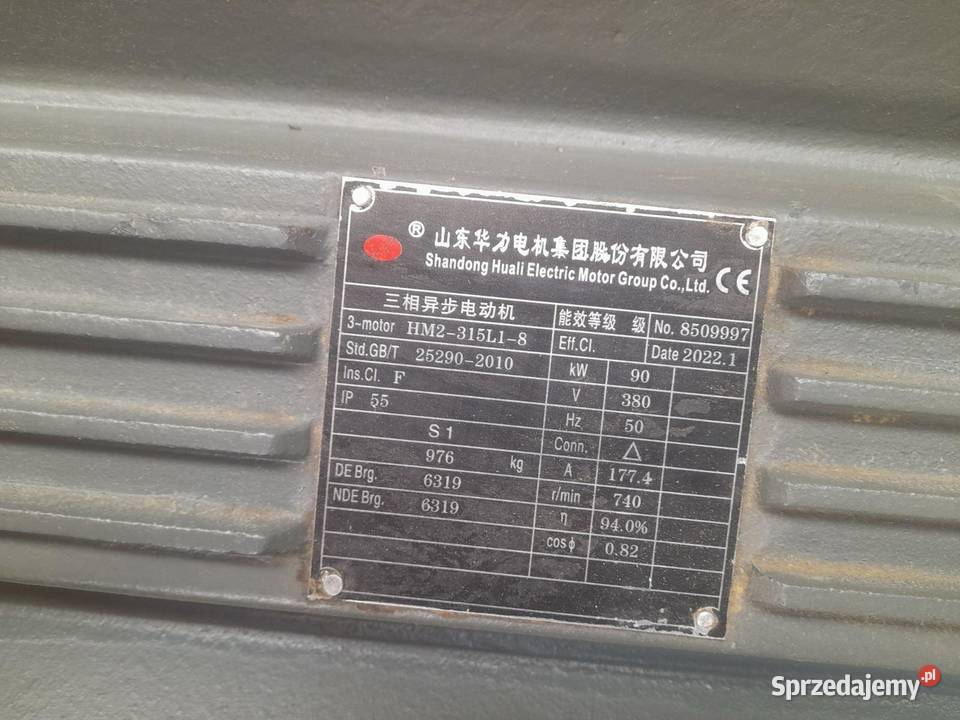 ® 山东华力电机集团股份有限公司
Shandong Huali Electric Motor Group Co.,Ltd. CE
三相异步电动机 能效等级 级 No. 8509997
3~motor HM2-315L1-8 Eff.Cl. Date 2022.1
Std.GB/T 25290-2010 kW 90
Ins.Cl. F V 380
IP 55 Hz 50
S1 Conn. △
976 kg A 177.4
DE Brg. 6319 r/min 740
NDE Brg. 6319 η 94.0%
cosϕ 0.82
Sprzedajemy.pl